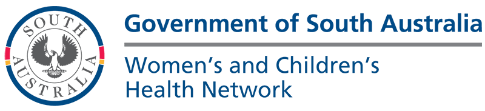 SOUTH
AUSTRALIA
Government of South Australia
Women's and Children's
Health Network